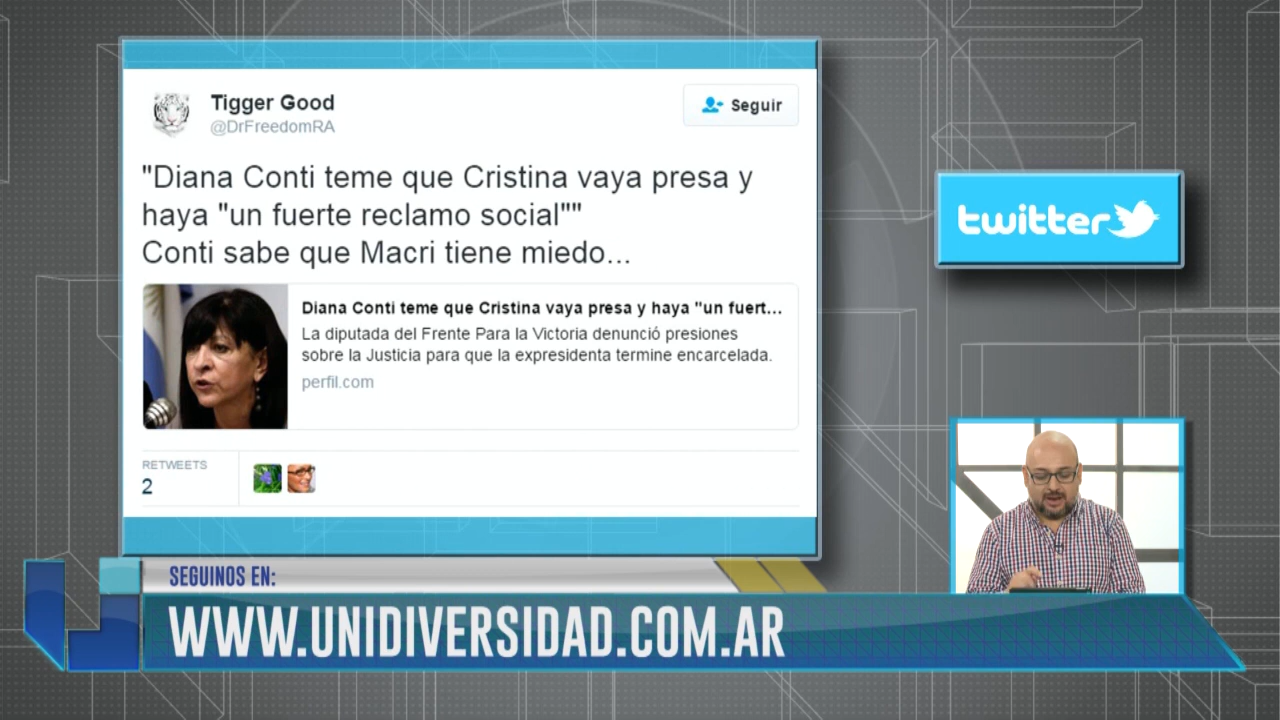 Tigger Good
@DrFreedomRA
Seguir
"Diana Conti teme que Cristina vaya presa y
haya "un fuerte reclamo social""
Conti sabe que Macri tiene miedo...
Diana Conti teme que Cristina vaya presa y haya "un fuert...
La diputada del Frente Para la Victoria denunció presiones
sobre la Justicia para que la expresidenta termine encarcelada.
perfil.com
RETWEETS
2
twitter
SEGUINOS EN:
WWW.UNIDIVERSIDAD.COM.AR